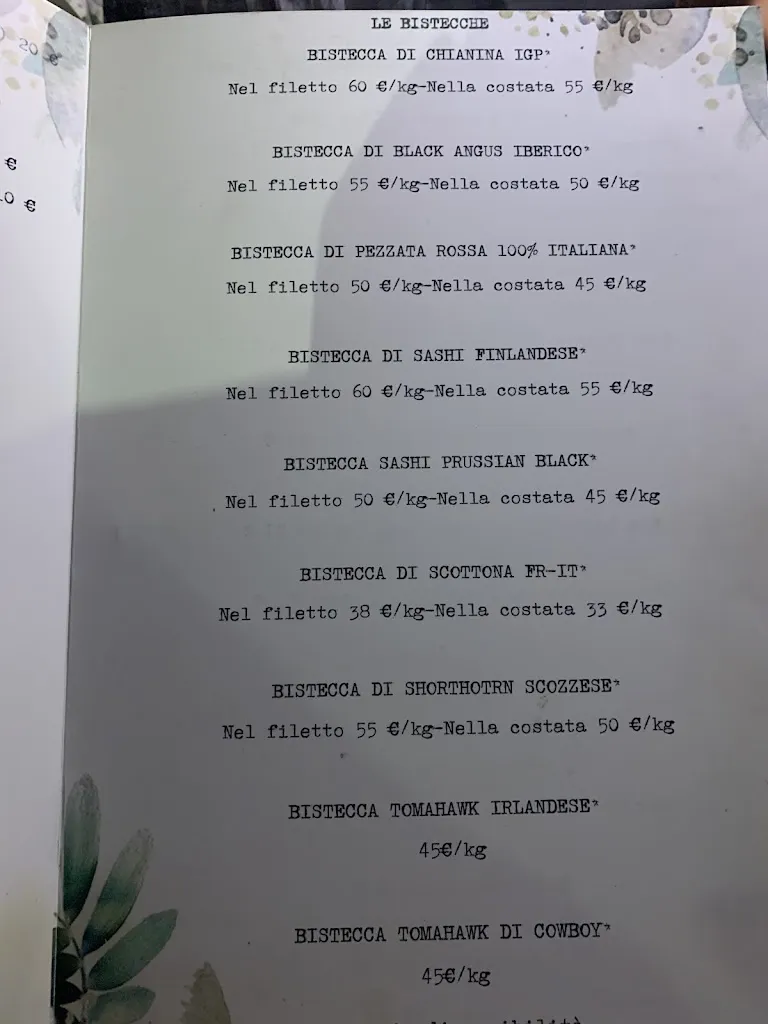 20 €
€
0 €
LE BISTECCHE
BISTECCA DI CHIANINA IGP*
Nel filetto 60 €/kg-Nella costata 55 €/kg
BISTECCA DI BLACK ANGUS IBERICO*
Nel filetto 55 €/kg-Nella costata 50 €/kg
BISTECCA DI PEZZATA ROSSA 100% ITALIANA*
Nel filetto 50 €/kg-Nella costata 45 €/kg
BISTECCA DI SASHI FINLANDESE*
Nel filetto 60 €/kg-Nella costata 55 €/kg
BISTECCA SASHI PRUSSIAN BLACK*
Nel filetto 50 €/kg-Nella costata 45 €/kg
BISTECCA DI SCOTTONA FR-IT*
Nel filetto 38 €/kg-Nella costata 33 €/kg
BISTECCA DI SHORTHOTRN SCOZZESE*
Nel filetto 55 €/kg-Nella costata 50 €/kg
BISTECCA TOMAHAWK IRLANDESE*
45€/kg
BISTECCA TOMAHAWK DI COWBOY*
45€/kg